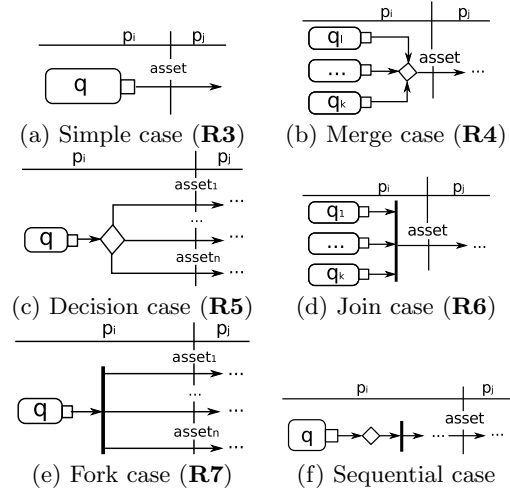 pᵢ pⱼ
asset
q
(a) Simple case (R3)
pᵢ pⱼ
qₗ
... asset ...
qₖ
(b) Merge case (R4)
pᵢ pⱼ
asset₁
...
...
q ...
assetₙ
...
(c) Decision case (R5)
pᵢ pⱼ
q₁
... asset ...
qₖ
(d) Join case (R6)
pᵢ pⱼ
asset₁
...
...
q ...
assetₙ
...
(e) Fork case (R7)
pᵢ pⱼ
asset
q ... ...
(f) Sequential case